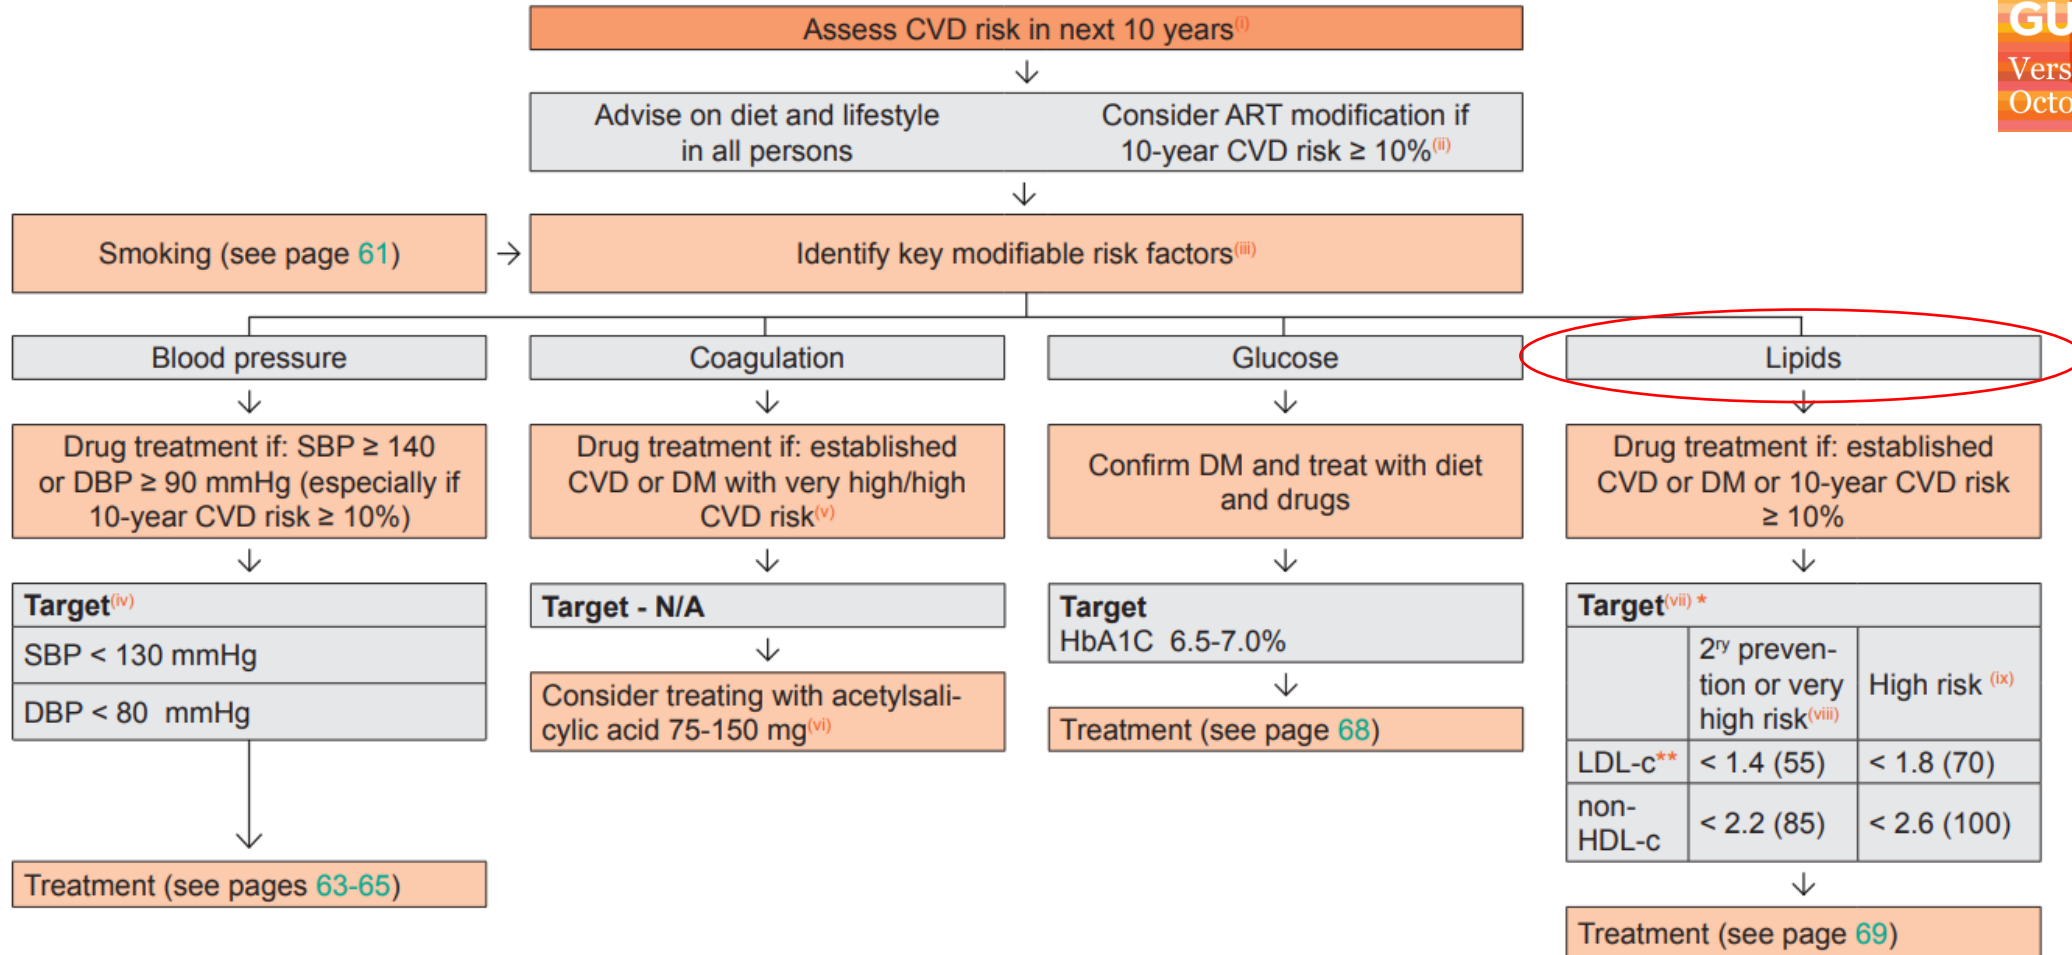 Assess CVD risk in next 10 years(i)
GU
Vers
Octo
Advise on diet and lifestyle
in all persons
Consider ART modification if
10-year CVD risk ≥ 10%(ii)
Smoking (see page 61)
Identify key modifiable risk factors(iii)
Blood pressure
Drug treatment if: SBP ≥ 140
or DBP ≥ 90 mmHg (especially if
10-year CVD risk ≥ 10%)
Target(iv)
SBP < 130 mmHg
DBP < 80 mmHg
Treatment (see pages 63-65)
Coagulation
Drug treatment if: established
CVD or DM with very high/high
CVD risk(v)
Target - N/A
Consider treating with acetylsali-
cylic acid 75-150 mg(vi)
Glucose
Confirm DM and treat with diet
and drugs
Target
HbA1C 6.5-7.0%
Treatment (see page 68)
Lipids
Drug treatment if: established
CVD or DM or 10-year CVD risk
≥ 10%
Target(vii) *
2ry preven-
tion or very
high risk(viii)
High risk (ix)
LDL-c** < 1.4 (55) < 1.8 (70)
non-
HDL-c < 2.2 (85) < 2.6 (100)
Treatment (see page 69)